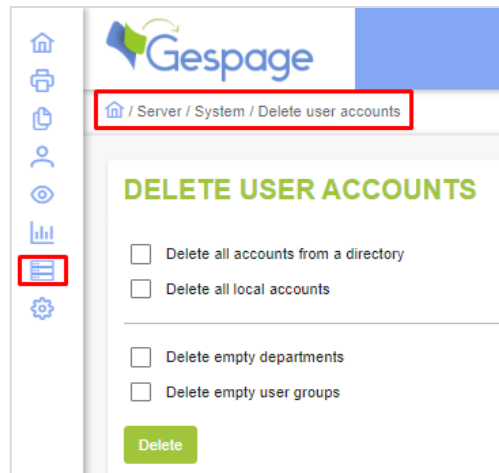 Gespage
/ Server / System / Delete user accounts
DELETE USER ACCOUNTS
Delete all accounts from a directory
Delete all local accounts
Delete empty departments
Delete empty user groups
Delete